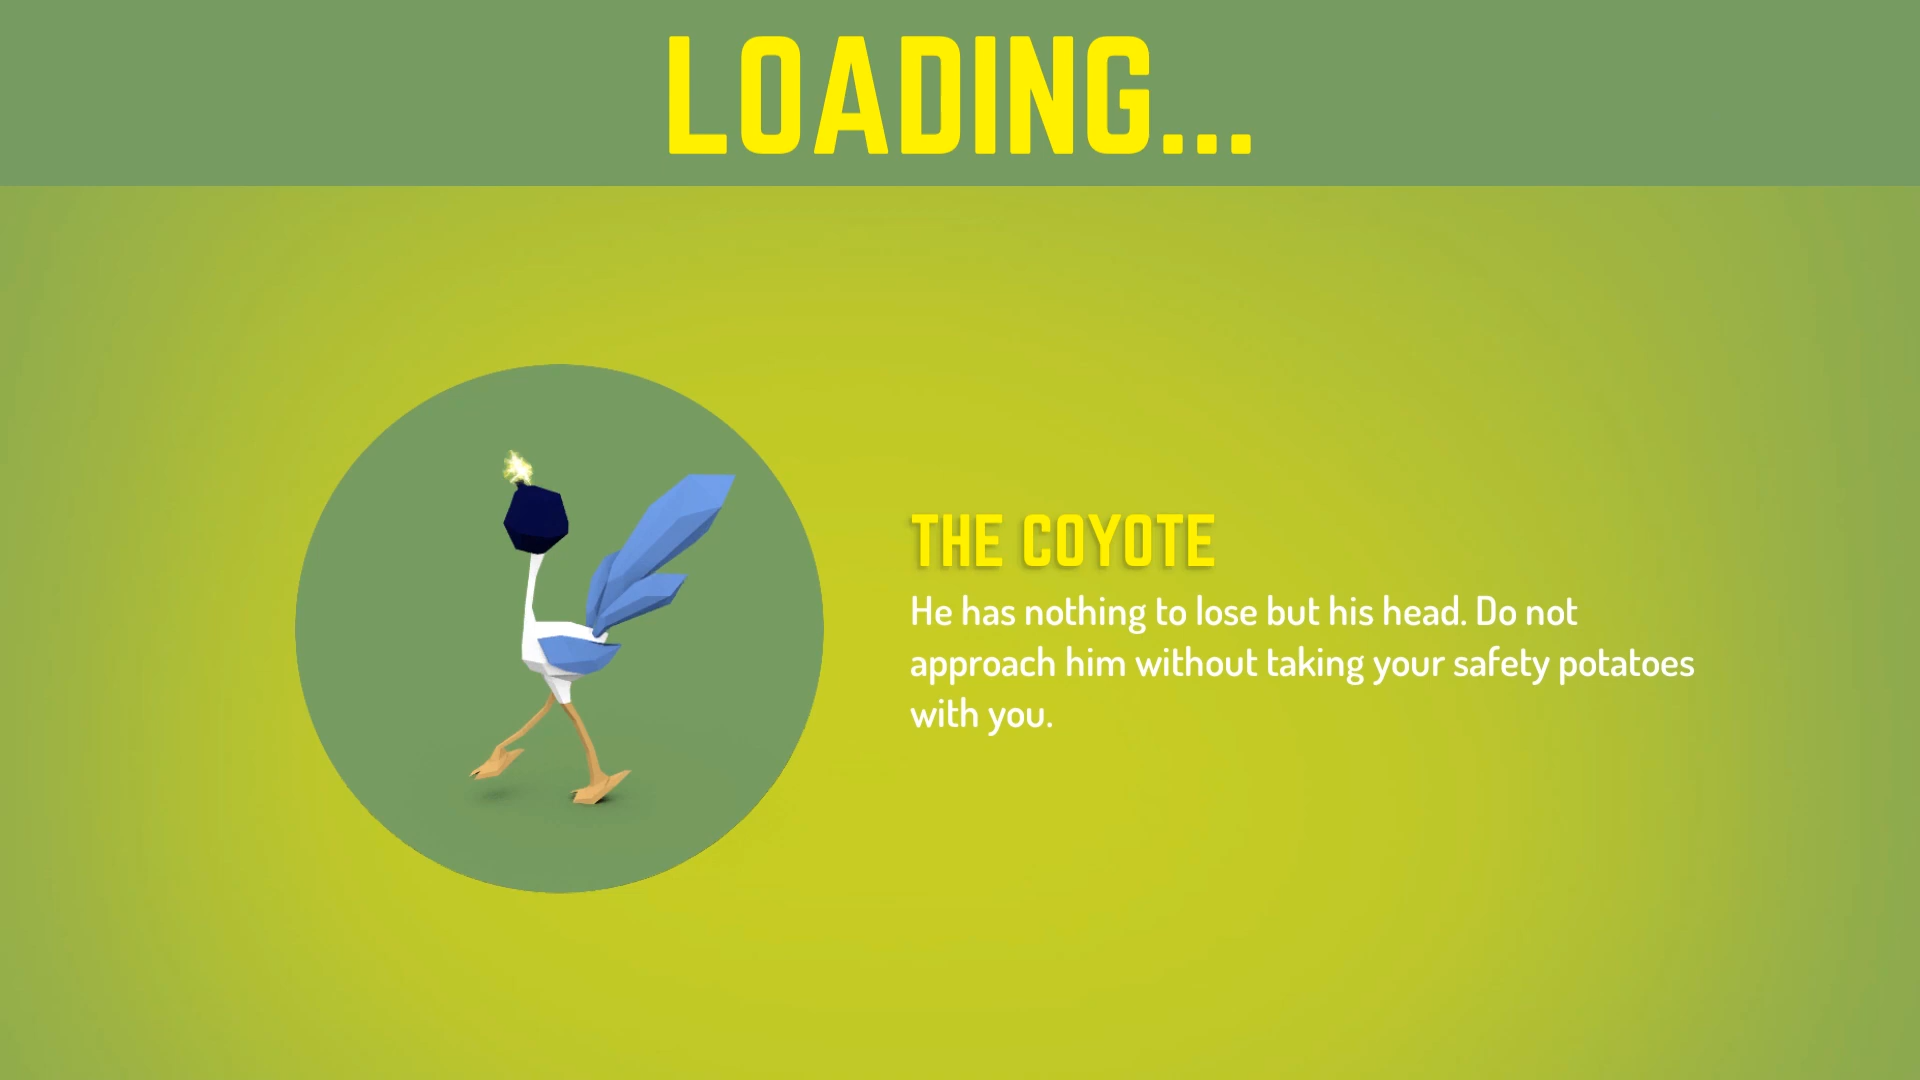 LOADING...
THE COYOTE
He has nothing to lose but his head. Do not
approach him without taking your safety potatoes
with you.